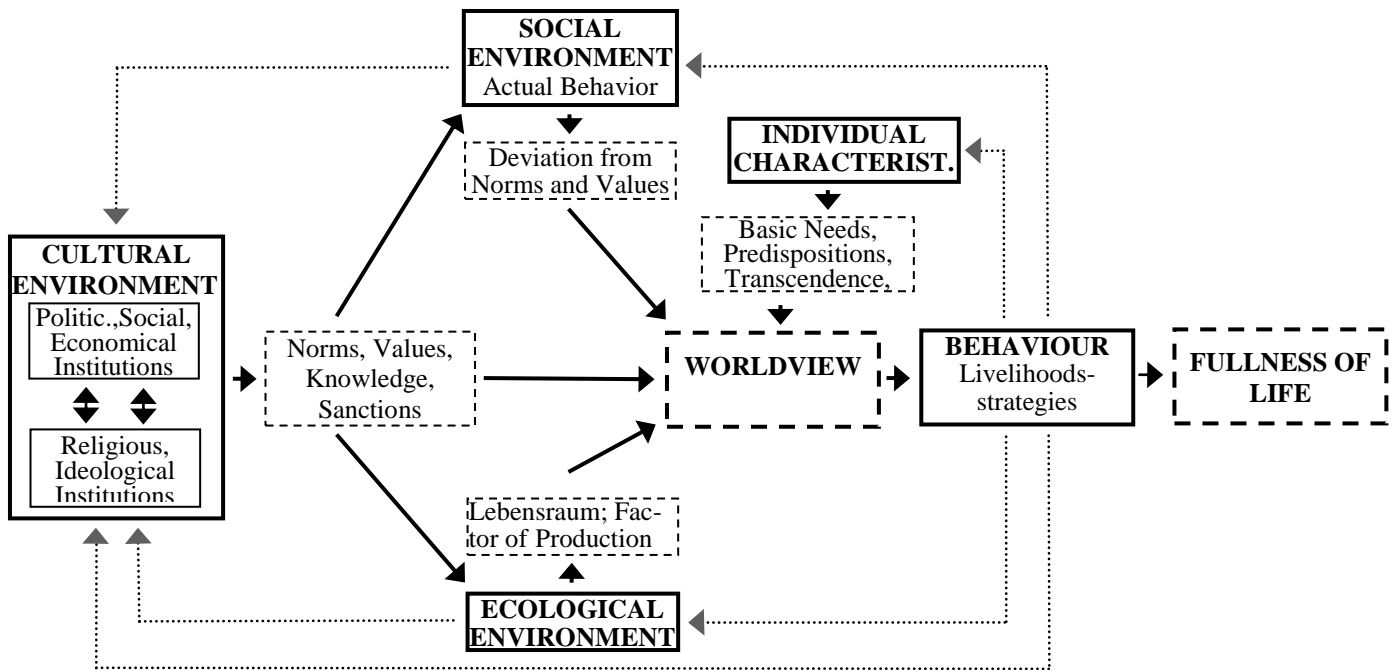 SOCIAL
ENVIRONMENT
Actual Behavior
Deviation from
Norms and Values
INDIVIDUAL
CHARACTERIST.
Basic Needs,
Predispositions,
Transcendence,
CULTURAL
ENVIRONMENT
Politic.,Social,
Economical
Institutions
Religious,
Ideological
Institutions
Norms, Values,
Knowledge,
Sanctions
WORLDVIEW
BEHAVIOUR
Livelihoods-
strategies
FULLNESS OF
LIFE
Lebensraum; Fac-
tor of Production
ECOLOGICAL
ENVIRONMENT